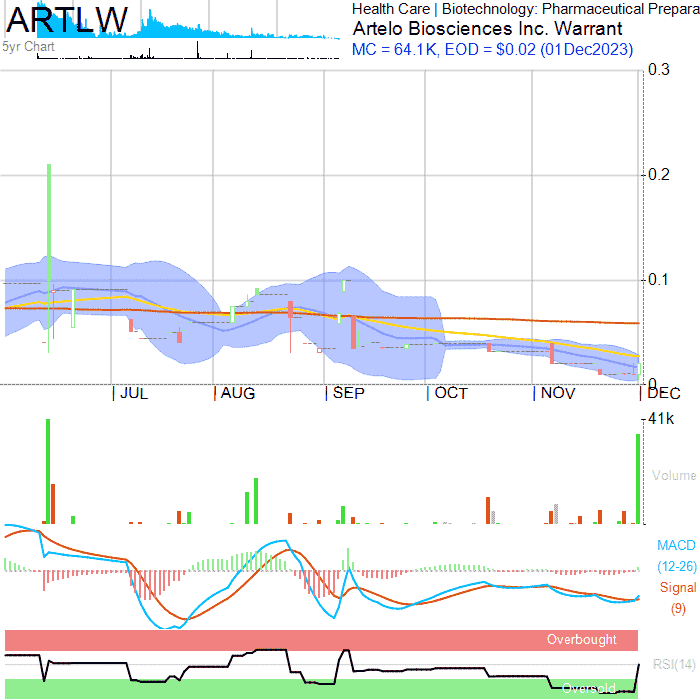 ARTLW
Health Care | Biotechnology: Pharmaceutical Prepara
Artelo Biosciences Inc. Warrant
MC = 64.1K, EOD = $0.02 (01Dec2023)
5yr Chart
0.3
0.2
0.1
0
JUL AUG SEP OCT NOV DEC
41k
Volume
MACD
(12-26)
Signal
(9)
Overbought
RSI(14)
Oversold